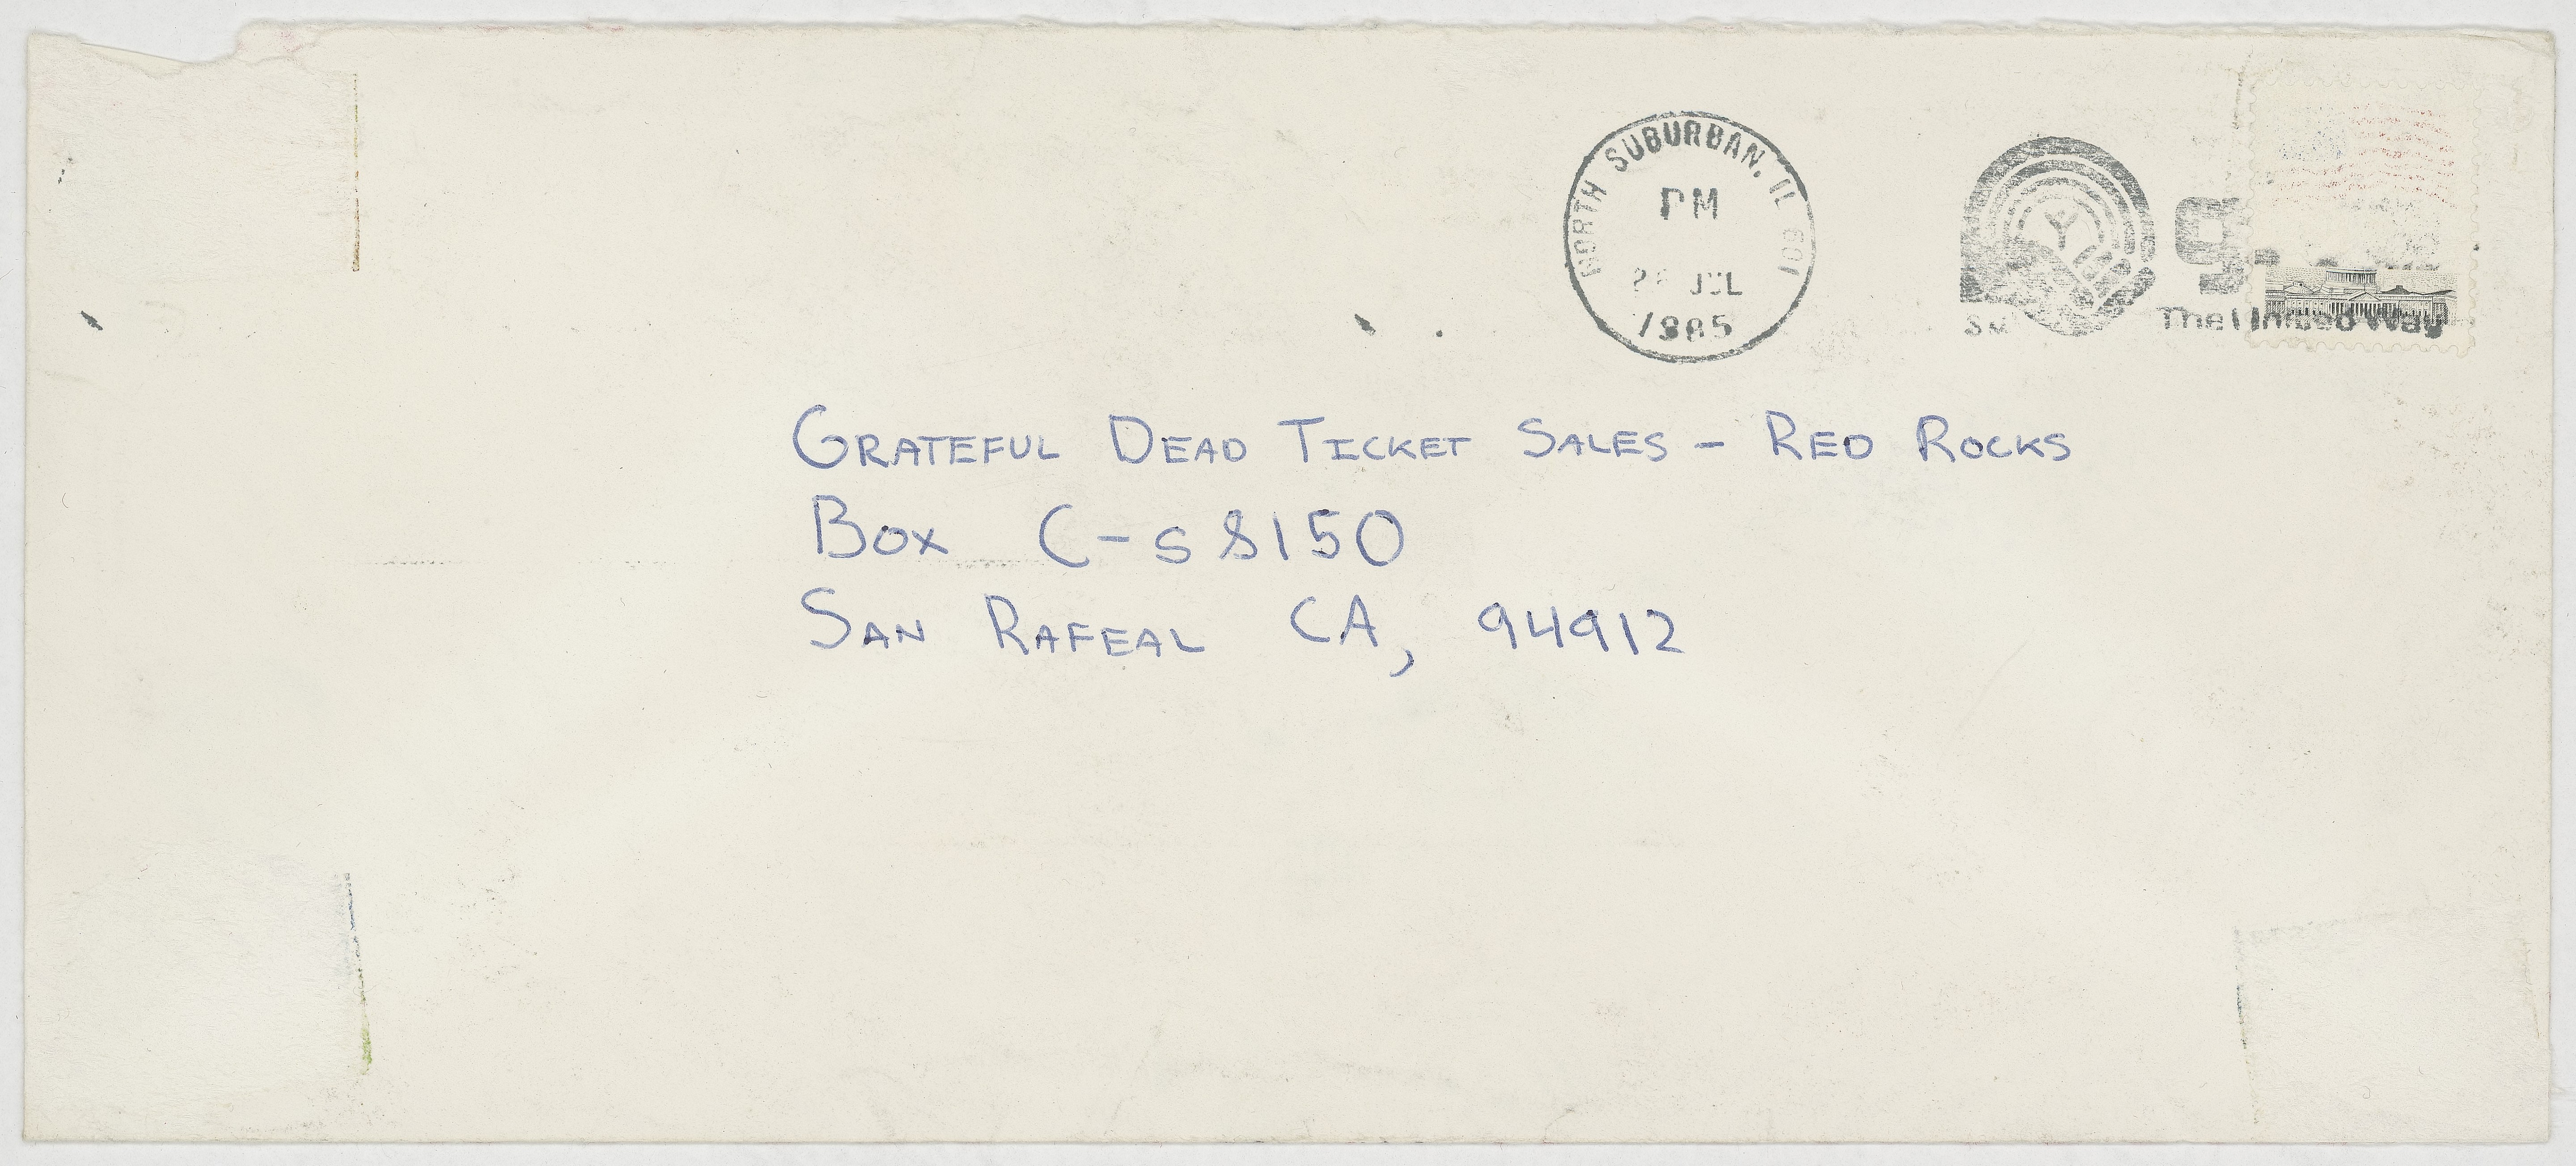 NORTH SUBURBAN, IL 601
PM
JUL
1985
g.
The United Way
GRATEFUL DEAD TICKET SALES - RED ROCKS
BOX C-S 8150
SAN RAFEAL CA, 94912